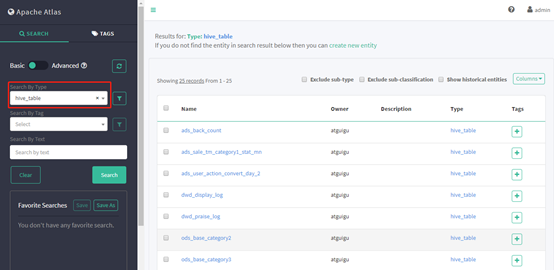 Apache Atlas
admin
SEARCH TAGS
Basic Advanced
Search By Type
hive_table
Search By Tag
Select
Search By Text
Search by text
Clear Search
Favorite Searches Save Save As
You don't have any favorite search.
Results for: Type: hive_table
If you do not find the entity in search result below then you can create new entity
Showing 25 records From 1 - 25 Exclude sub-type Exclude sub-classification Show historical entities Columns
Name Owner Description Type Tags
ads_back_count atguigu hive_table
ads_sale_tm_category1_stat_mn atguigu hive_table
ads_user_action_convert_day_2 atguigu hive_table
dwd_display_log atguigu hive_table
dwd_praise_log atguigu hive_table
ods_base_category2 atguigu hive_table
ods_base_category3 atguigu hive_table